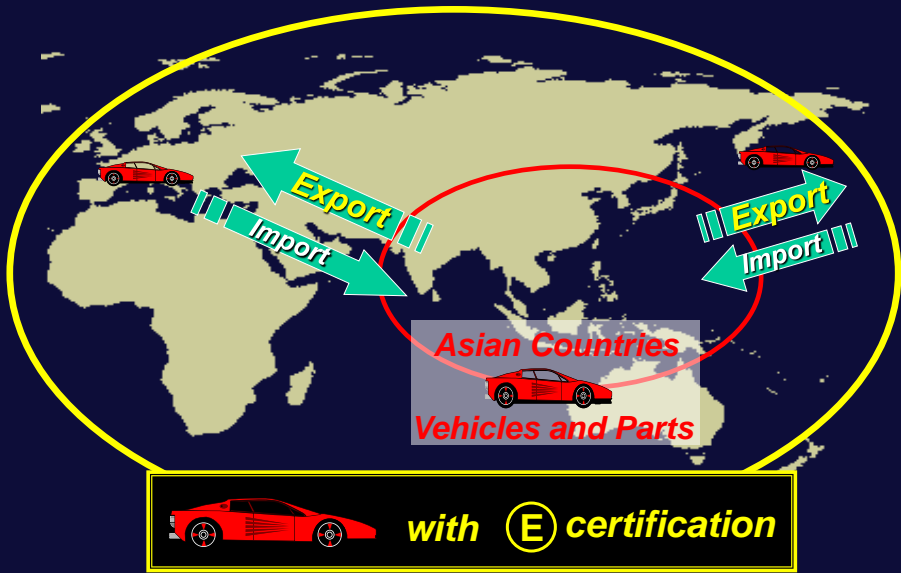 Export
Import
Export
Import
Asian Countries
Vehicles and Parts
with E certification